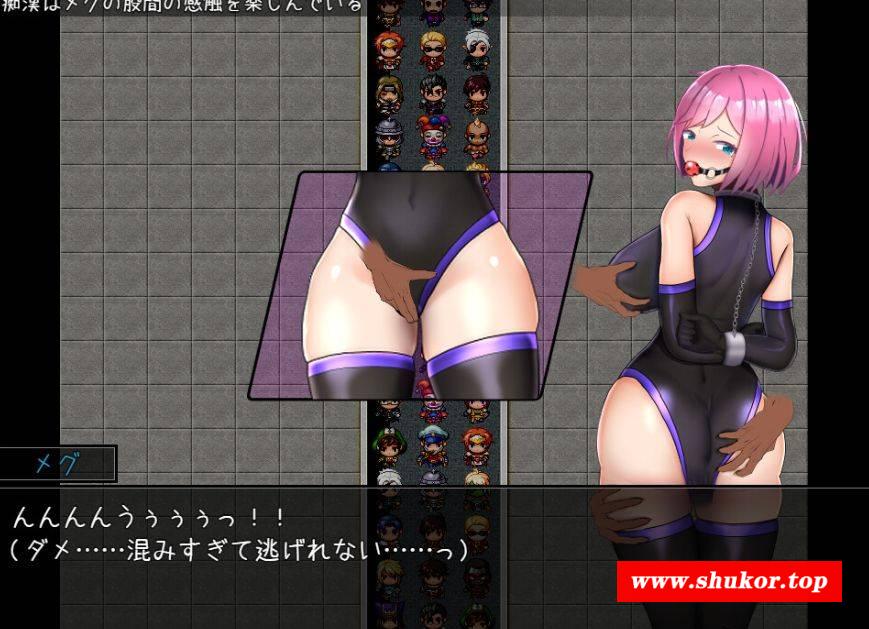 痴漢はメグの股間の感触を楽しんでいる
メグ
んんんんうぅぅぅっ！！
（ダメ……混みすぎて逃げれない……っ）
www.shukor.top